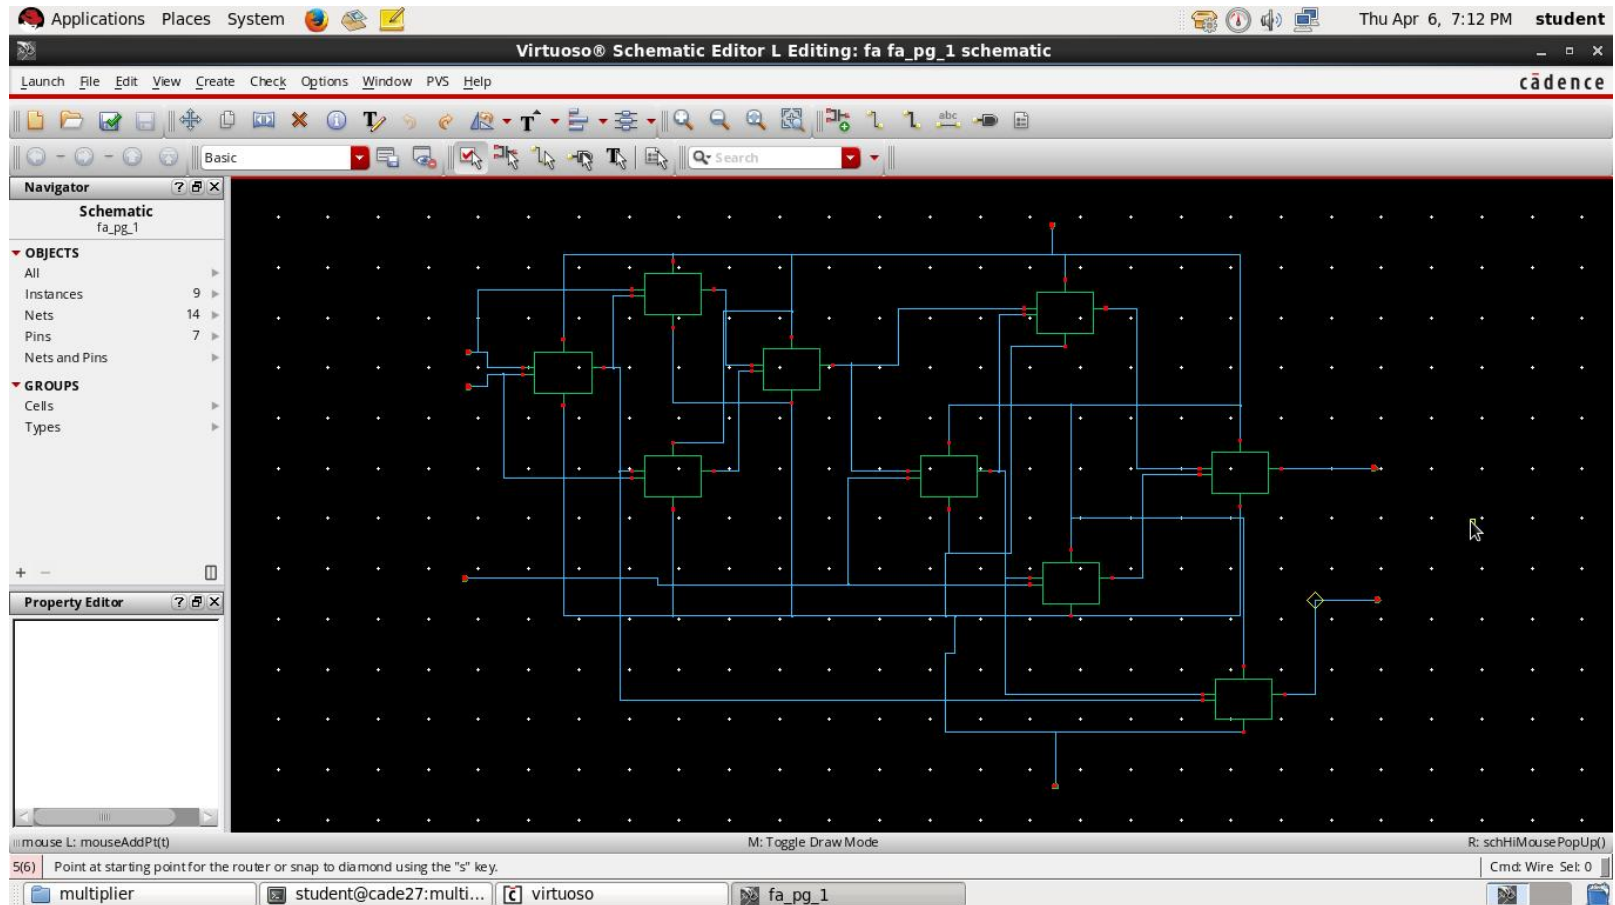 Applications Places System Thu Apr 6, 7:12 PM student
Virtuoso® Schematic Editor L Editing: fa fa_pg_1 schematic
Launch File Edit View Create Check Options Window PVS Help cādence
abc
Basic Search
Navigator
Schematic
fa_pg_1
OBJECTS
All
Instances 9
Nets 14
Pins 7
Nets and Pins
GROUPS
Cells
Types
Property Editor
mouse L: mouseAddPt(t) M: Toggle Draw Mode R: schHiMousePopUp()
5(6) Point at starting point for the router or snap to diamond using the "s" key. Cmd: Wire Sel: 0
multiplier student@cade27:multi... virtuoso fa_pg_1